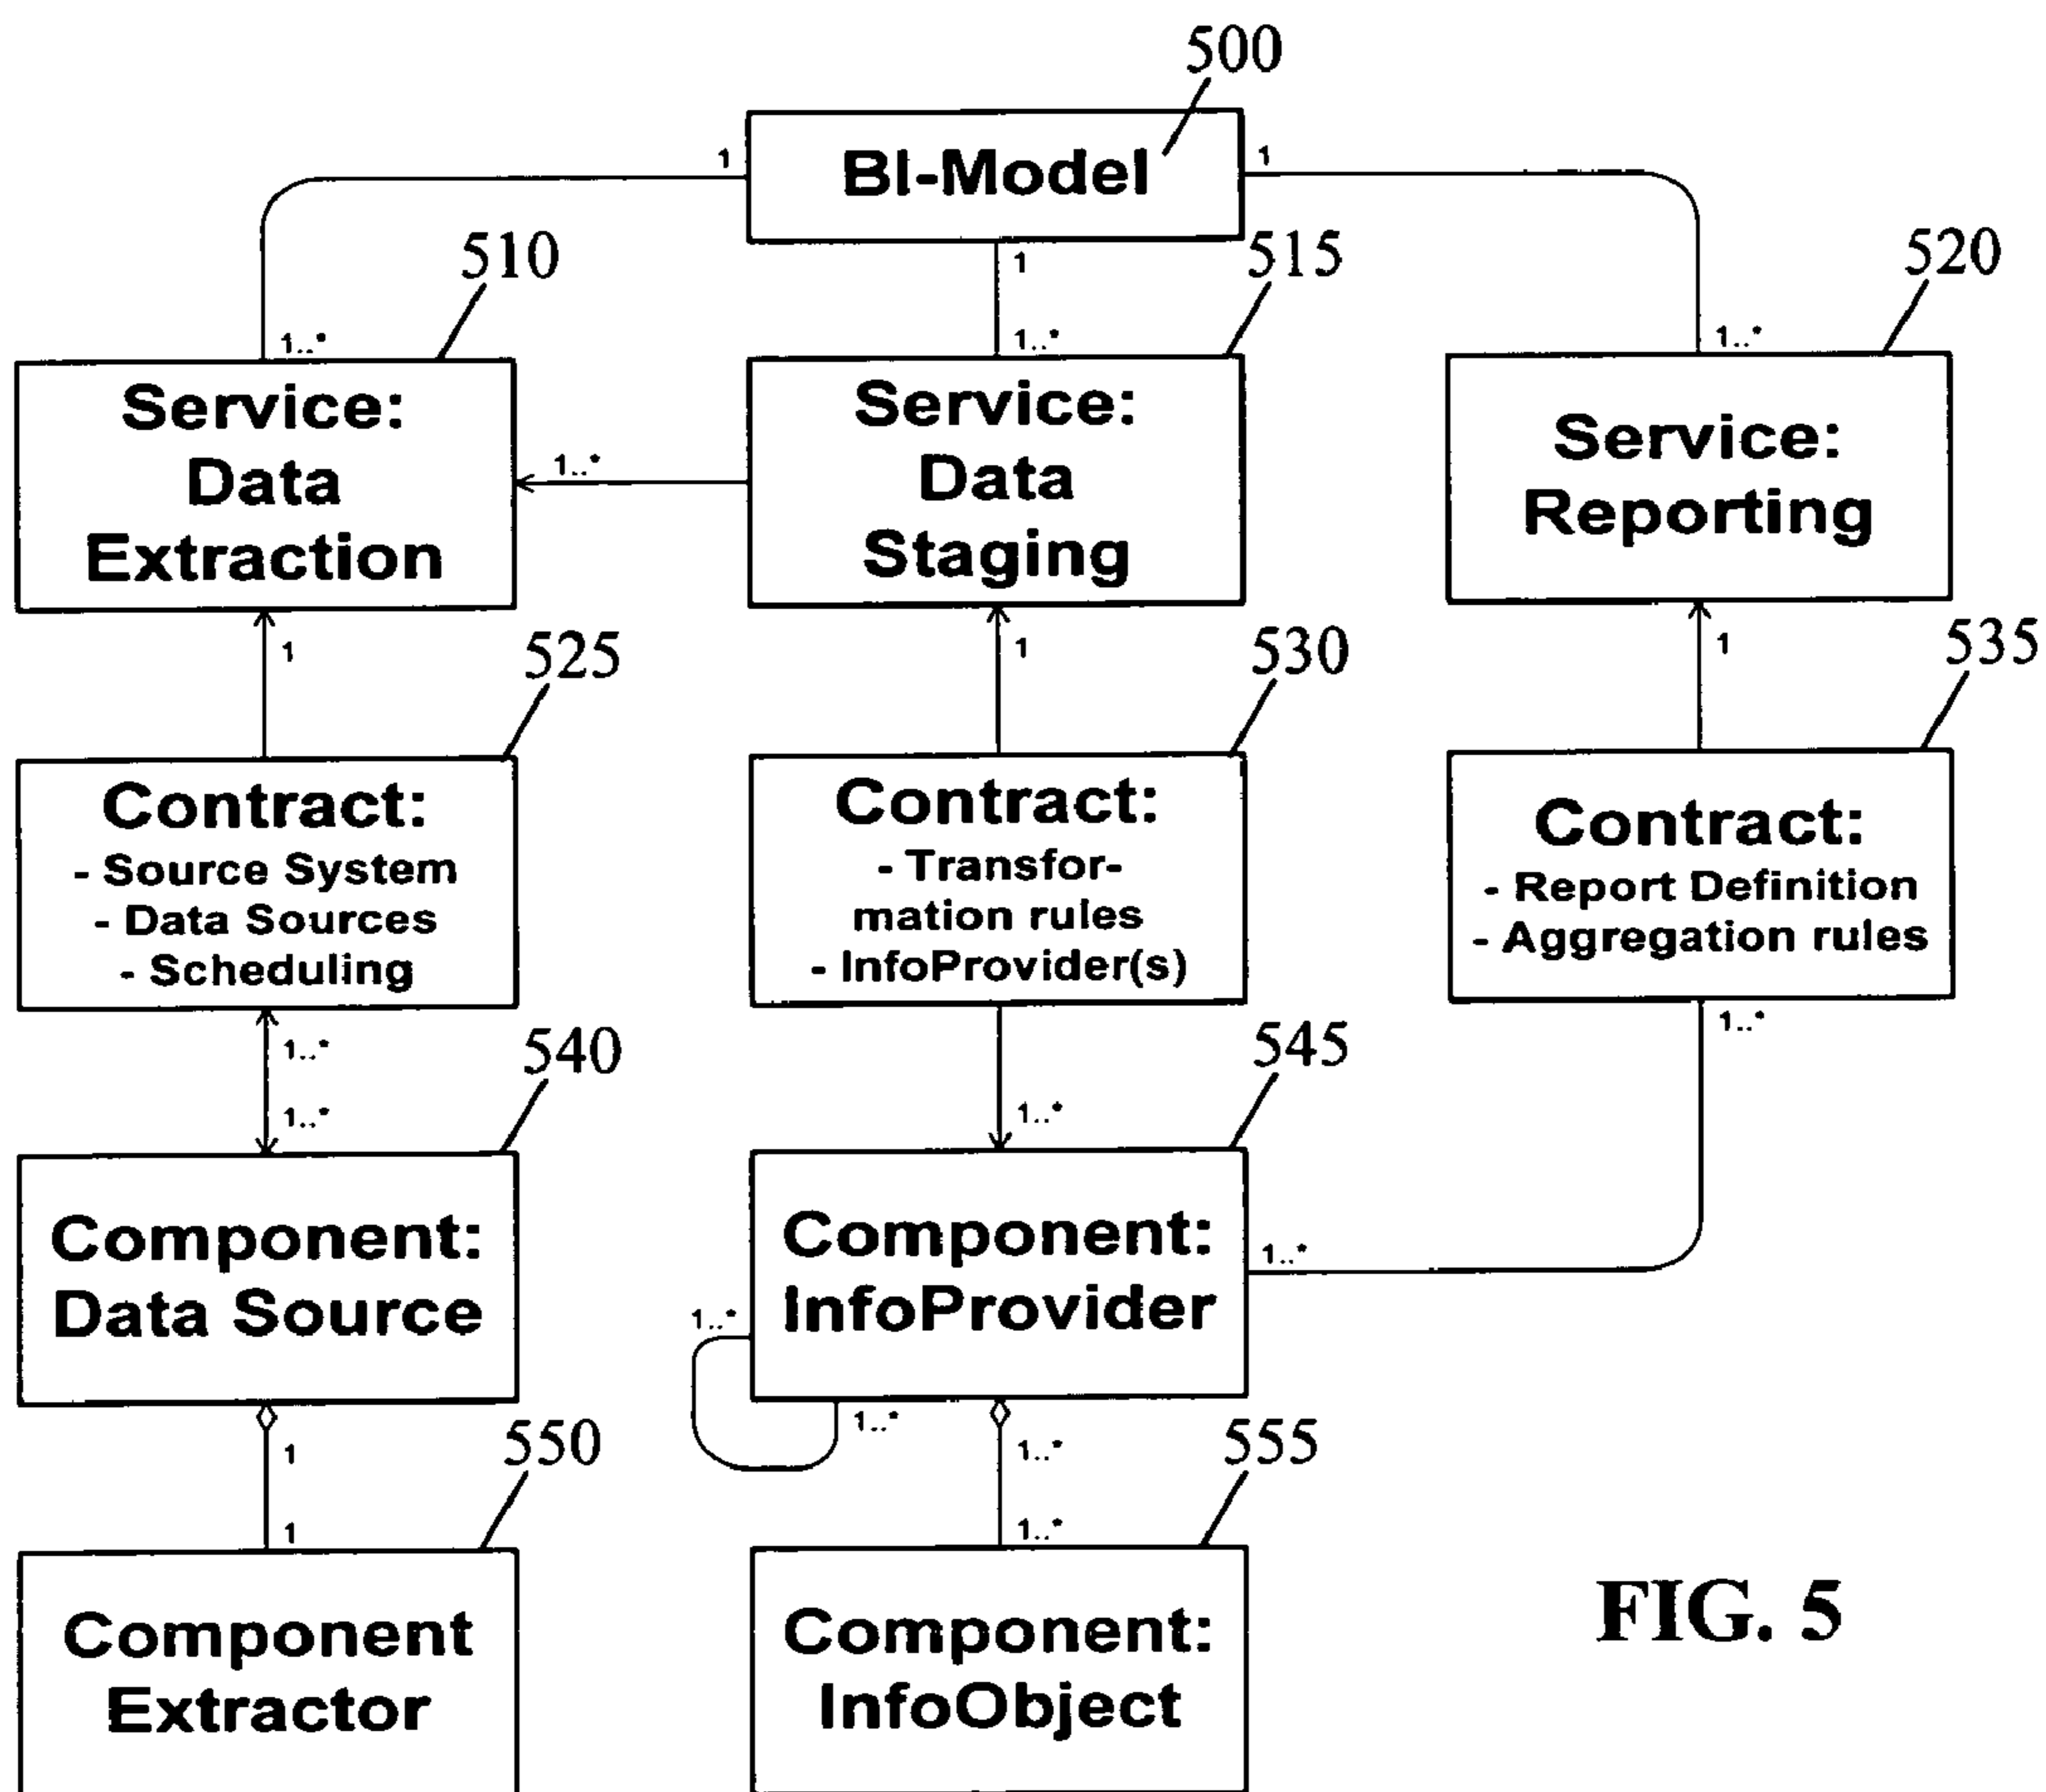 500
BI-Model
1
1
1
510
515
520
1..*
1..*
1..*
Service:
Data
Extraction
1..*
Service:
Data
Staging
Service:
Reporting
1
1
1
525
530
535
Contract:
- Source System
- Data Sources
- Scheduling
Contract:
- Transfor-
mation rules
- InfoProvider(s)
Contract:
- Report Definition
- Aggregation rules
1..*
1..*
1..*
1..*
540
545
Component:
Data Source
Component:
InfoProvider
1..*
1..*
1..*
1
1
1..*
1..*
550
555
Component
Extractor
Component:
InfoObject
FIG. 5